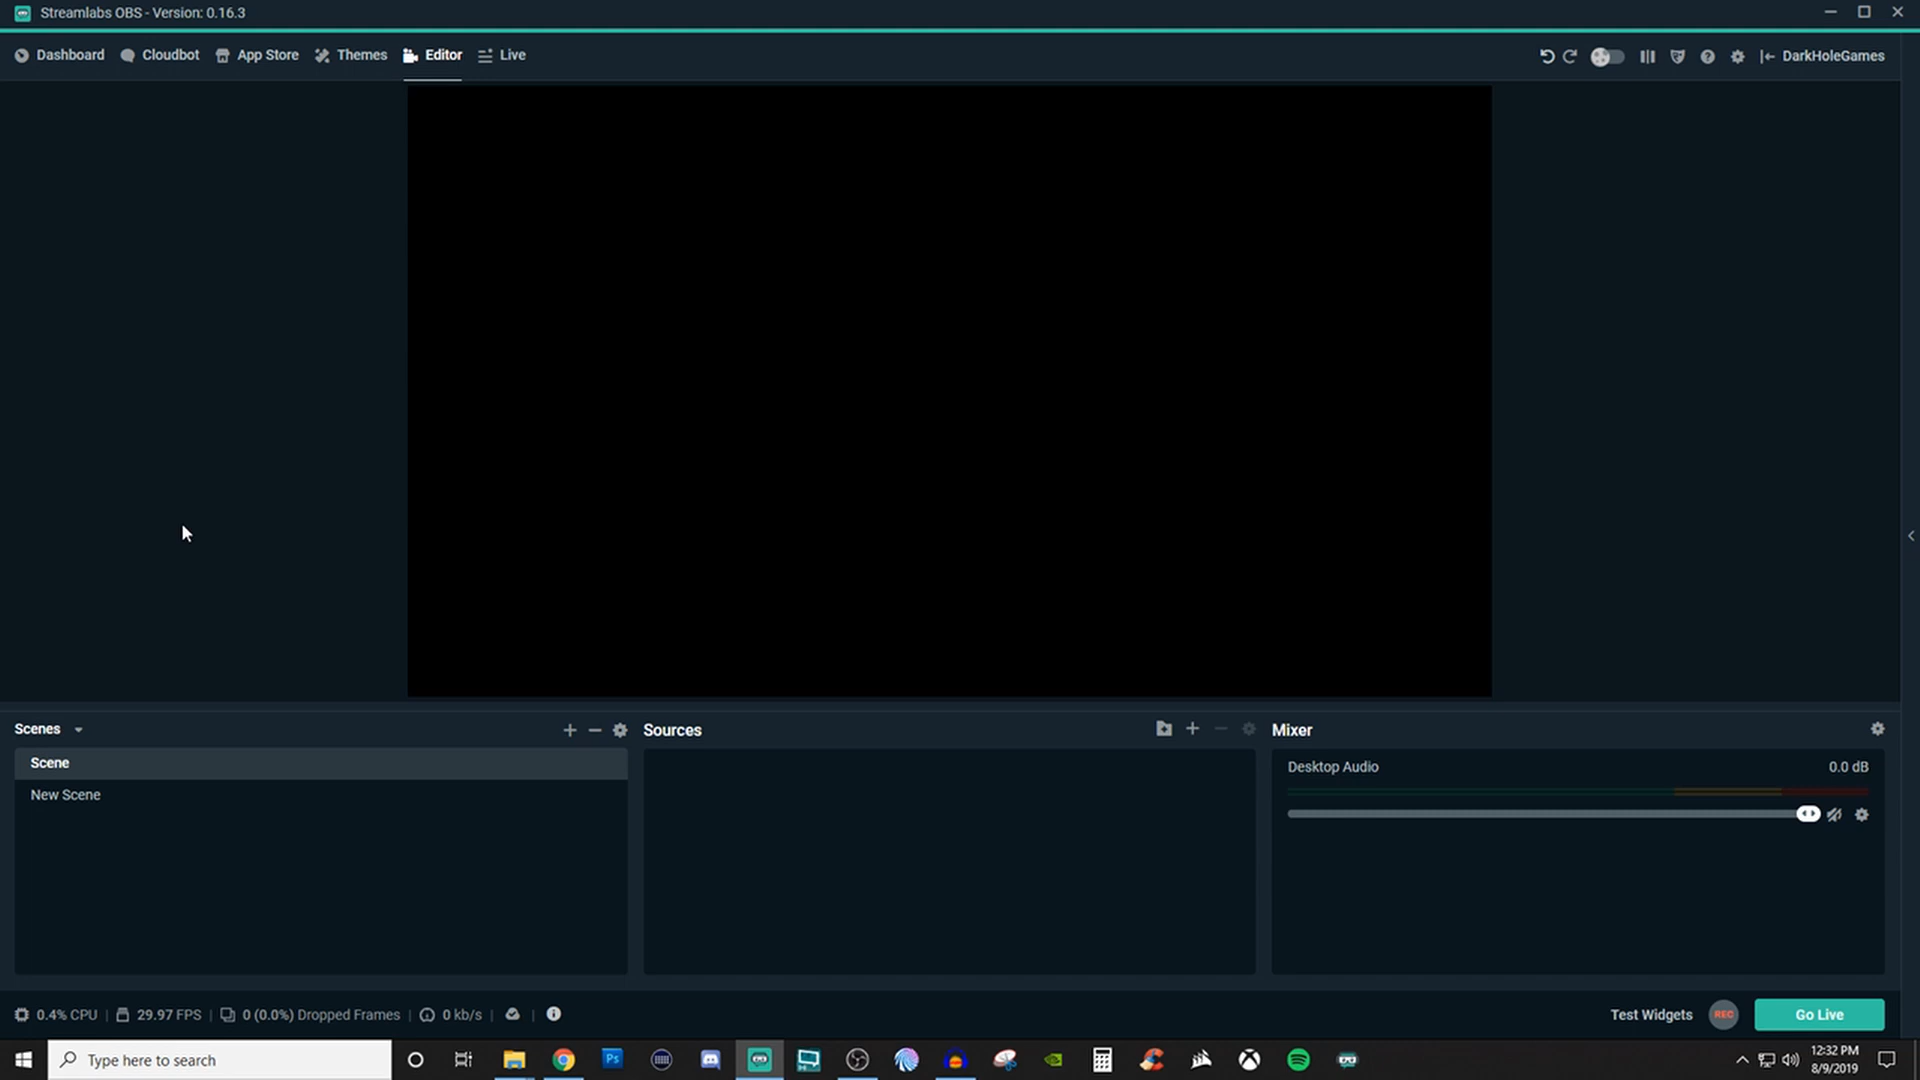 Streamlabs OBS - Version: 0.16.3
Dashboard Cloudbot App Store Themes Editor Live DarkHoleGames
Scenes Sources Mixer
Scene
New Scene
Desktop Audio 0.0 dB
0.4% CPU 29.97 FPS 0 (0.0%) Dropped Frames 0 kb/s Test Widgets REC Go Live
Type here to search
Ps
12:32 PM
8/9/2019